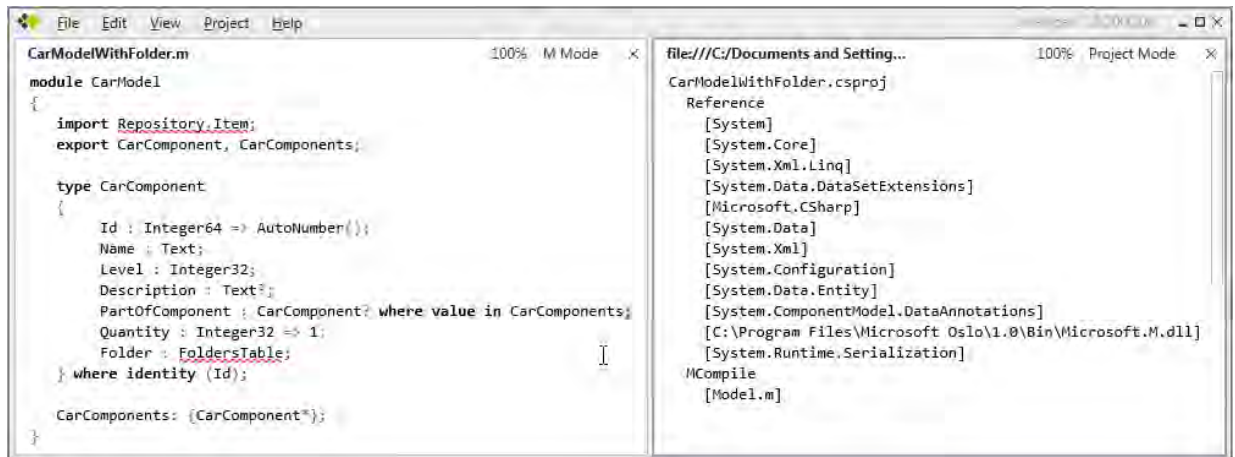 File Edit View Project Help
CarModelWithFolder.m 100% M Mode ×
module CarModel
{
import Repository.Item;
export CarComponent, CarComponents;
type CarComponent
{
Id : Integer64 => AutoNumber();
Name : Text;
Level : Integer32;
Description : Text?;
PartOfComponent : CarComponent? where value in CarComponents;
Quantity : Integer32 => 1;
Folder : FoldersTable;
} where identity (Id);
CarComponents: {CarComponent*};
}
file:///C:/Documents and Setting... 100% Project Mode ×
CarModelWithFolder.csproj
Reference
[System]
[System.Core]
[System.Xml.Linq]
[System.Data.DataSetExtensions]
[Microsoft.CSharp]
[System.Data]
[System.Xml]
[System.Configuration]
[System.Data.Entity]
[System.ComponentModel.DataAnnotations]
[C:\Program Files\Microsoft Oslo\1.0\Bin\Microsoft.M.dll]
[System.Runtime.Serialization]
MCompile
[Model.m]